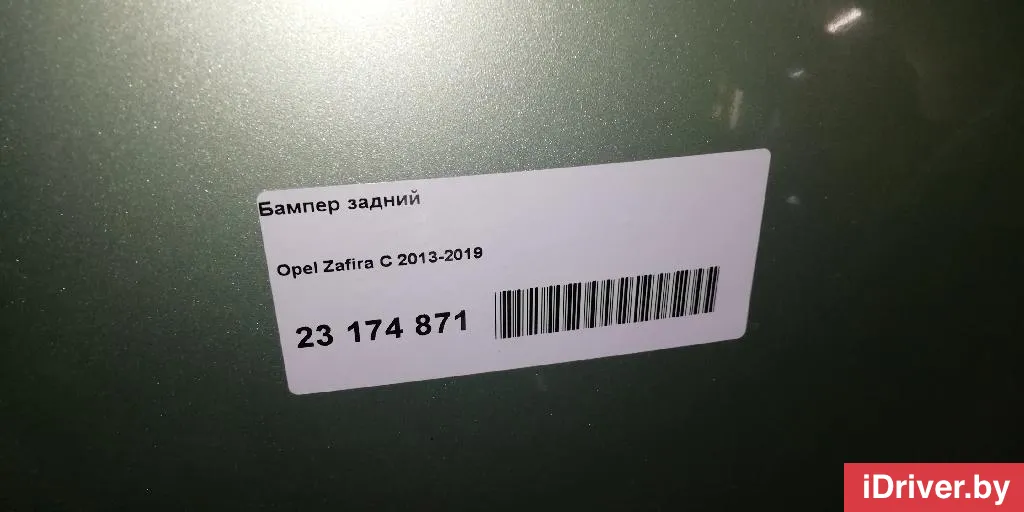 Бампер задний
Opel Zafira C 2013-2019
23 174 871
iDriver.by